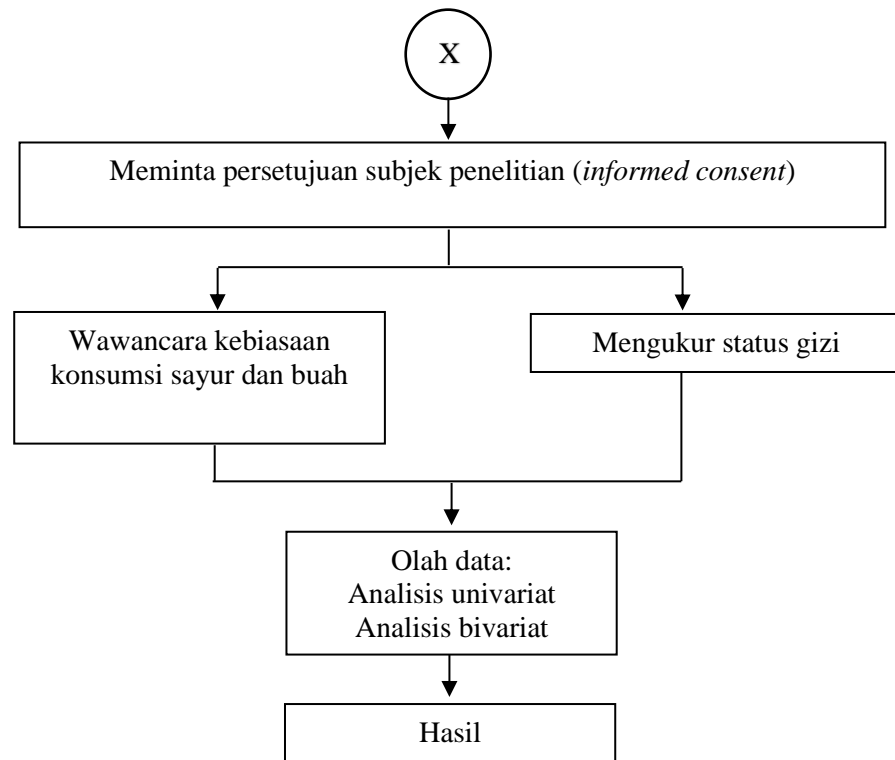 X
Meminta persetujuan subjek penelitian (informed consent)
Wawancara kebiasaan
konsumsi sayur dan buah
Mengukur status gizi
Olah data:
Analisis univariat
Analisis bivariat
Hasil